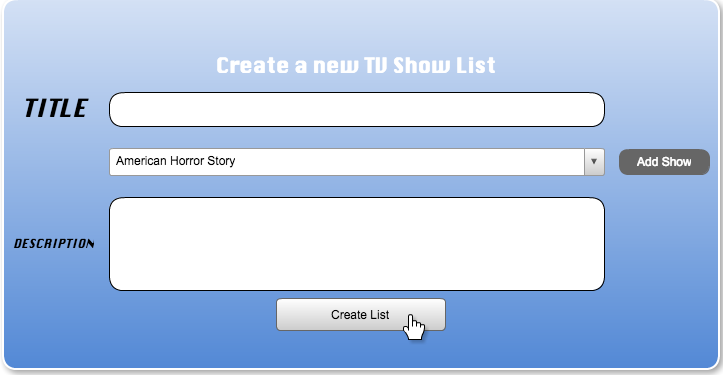 Create a new TV Show List
TITLE
American Horror Story
Add Show
DESCRIPTION
Create List